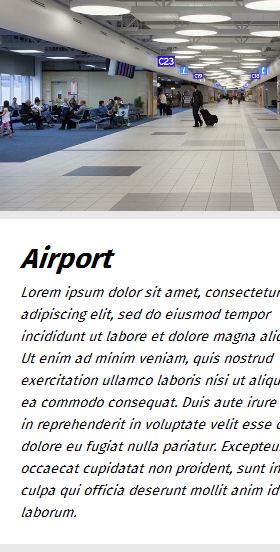 C23
C19
C18
Airport
Lorem ipsum dolor sit amet, consectetur
adipiscing elit, sed do eiusmod tempor
incididunt ut labore et dolore magna aliq
Ut enim ad minim veniam, quis nostrud
exercitation ullamco laboris nisi ut aliqu
ea commodo consequat. Duis aute irure
in reprehenderit in voluptate velit esse c
dolore eu fugiat nulla pariatur. Excepteu
occaecat cupidatat non proident, sunt in
culpa qui officia deserunt mollit anim id
laborum.